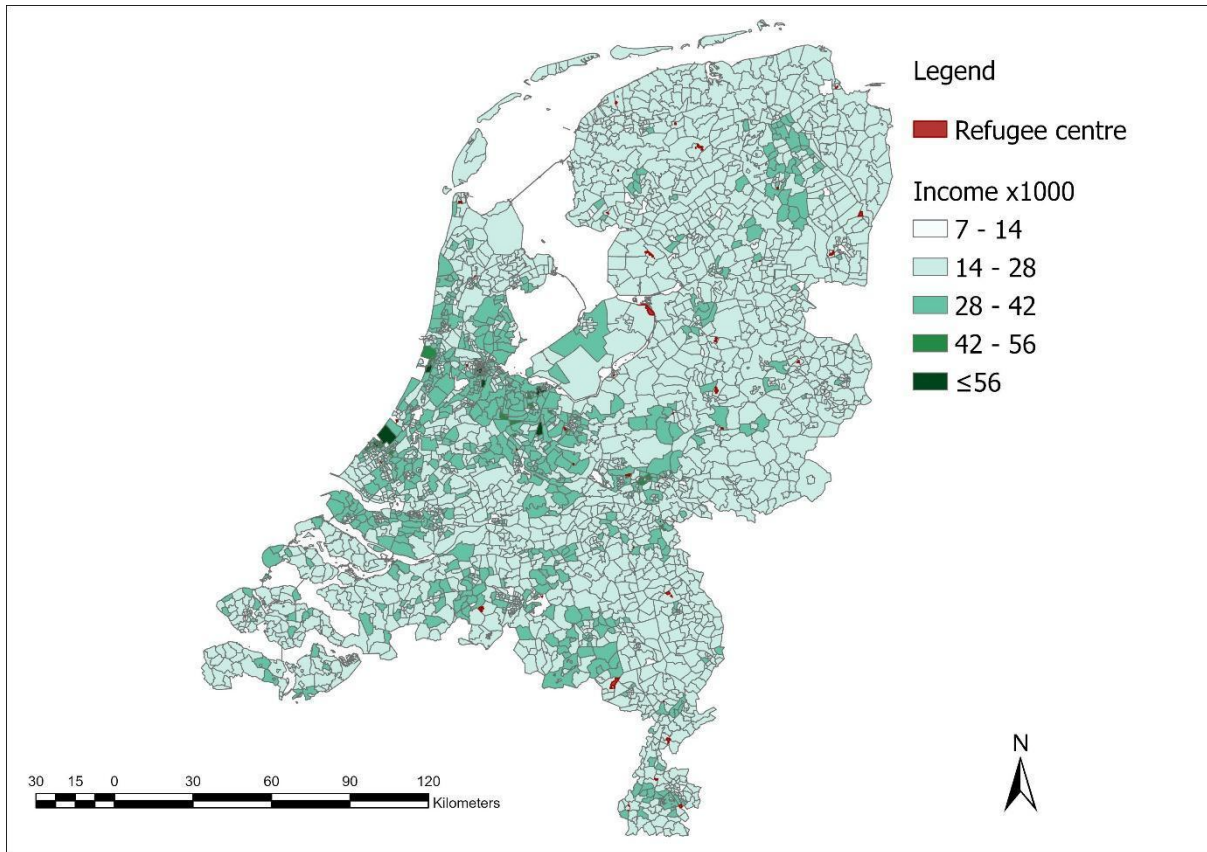 Legend
Refugee centre
Income x1000
7 - 14
14 - 28
28 - 42
42 - 56
≤56
N
30 15 0 30 60 90 120
Kilometers